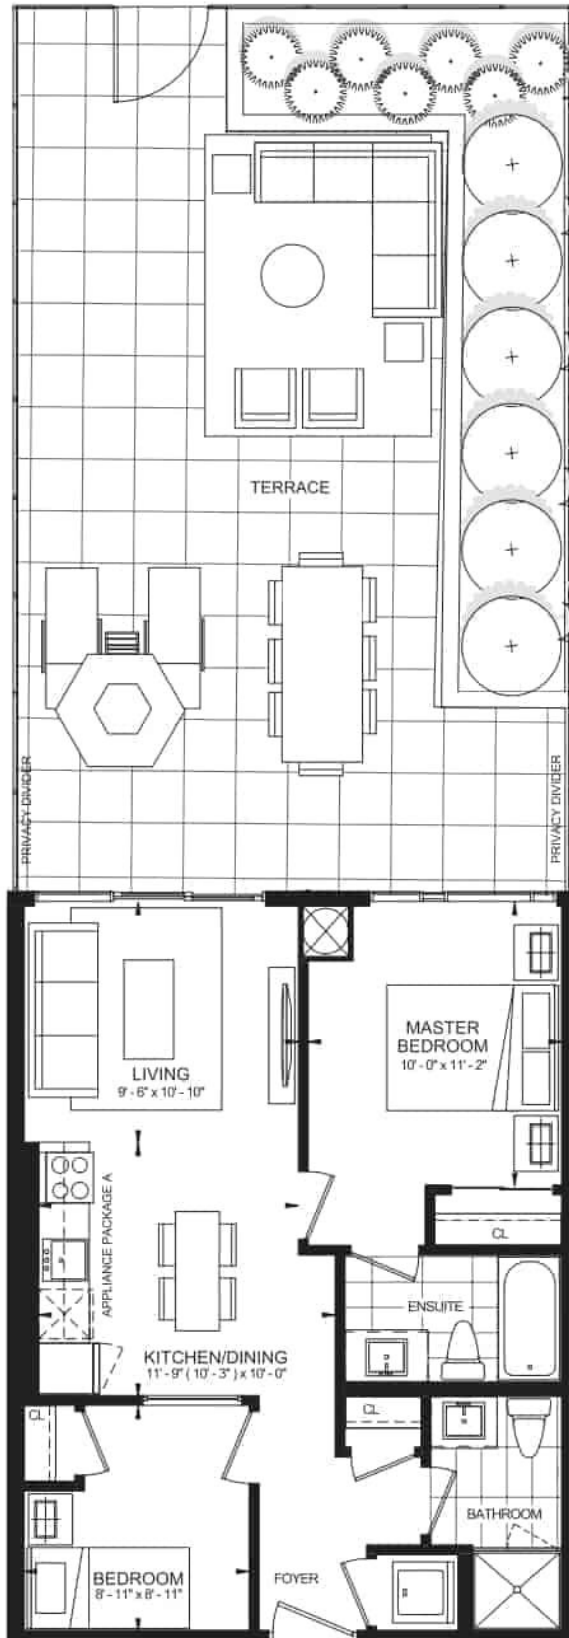 TERRACE
PRIVACY DIVIDER
PRIVACY DIVIDER
LIVING
9'-6" x 10'-10"
MASTER
BEDROOM
10'-0" x 11'-2"
APPLIANCE PACKAGE A
CL
ENSUITE
KITCHEN/DINING
11'-9" ( 10'-3" ) x 10'-0"
CL
CL
BATHROOM
BEDROOM
8'-11" x 8'-11"
FOYER